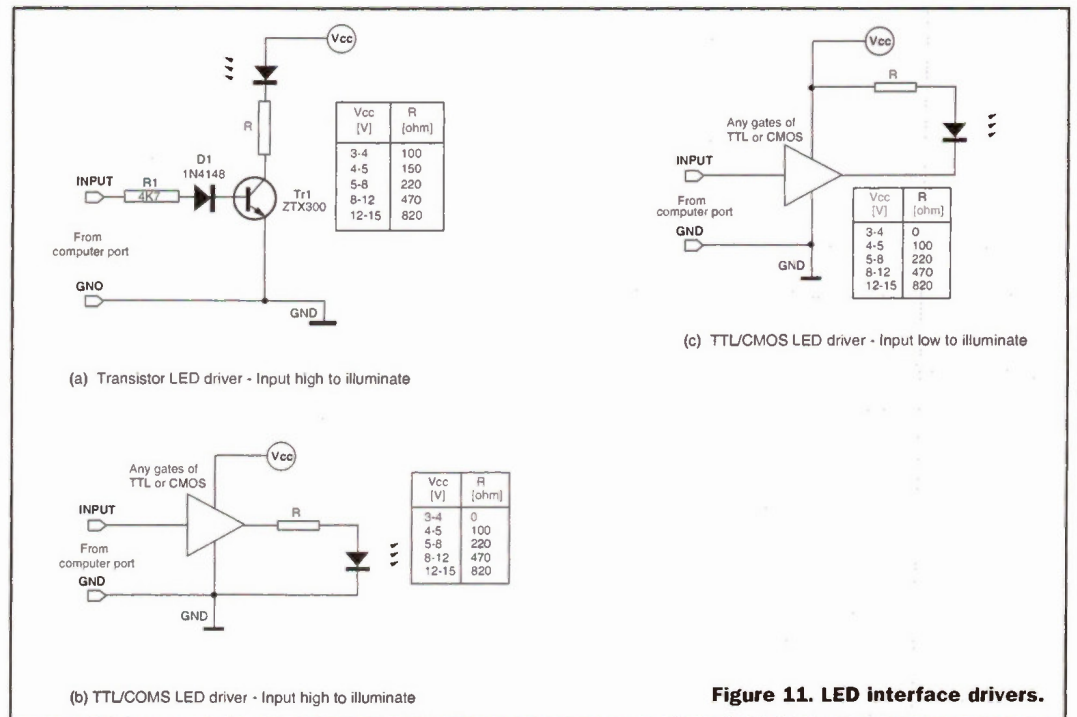 Vcc
R
Vcc [V] R [ohm]
3-4 100
4-5 150
5-8 220
8-12 470
12-15 820
D1
1N4148
INPUT
R1
4K7
Tr1
ZTX300
From
computer port
GNO
GND
(a) Transistor LED driver - Input high to illuminate
Vcc
R
Any gates of
TTL or CMOS
INPUT
From
computer port
GND
GND
Vcc [V] R [ohm]
3-4 0
4-5 100
5-8 220
8-12 470
12-15 820
(c) TTL/CMOS LED driver - Input low to illuminate
Vcc
Any gates of
TTL or CMOS
INPUT
R
From
computer port
GND
GND
Vcc [V] R [ohm]
3-4 0
4-5 100
5-8 220
8-12 470
12-15 820
(b) TTL/COMS LED driver - Input high to illuminate
Figure 11. LED interface drivers.